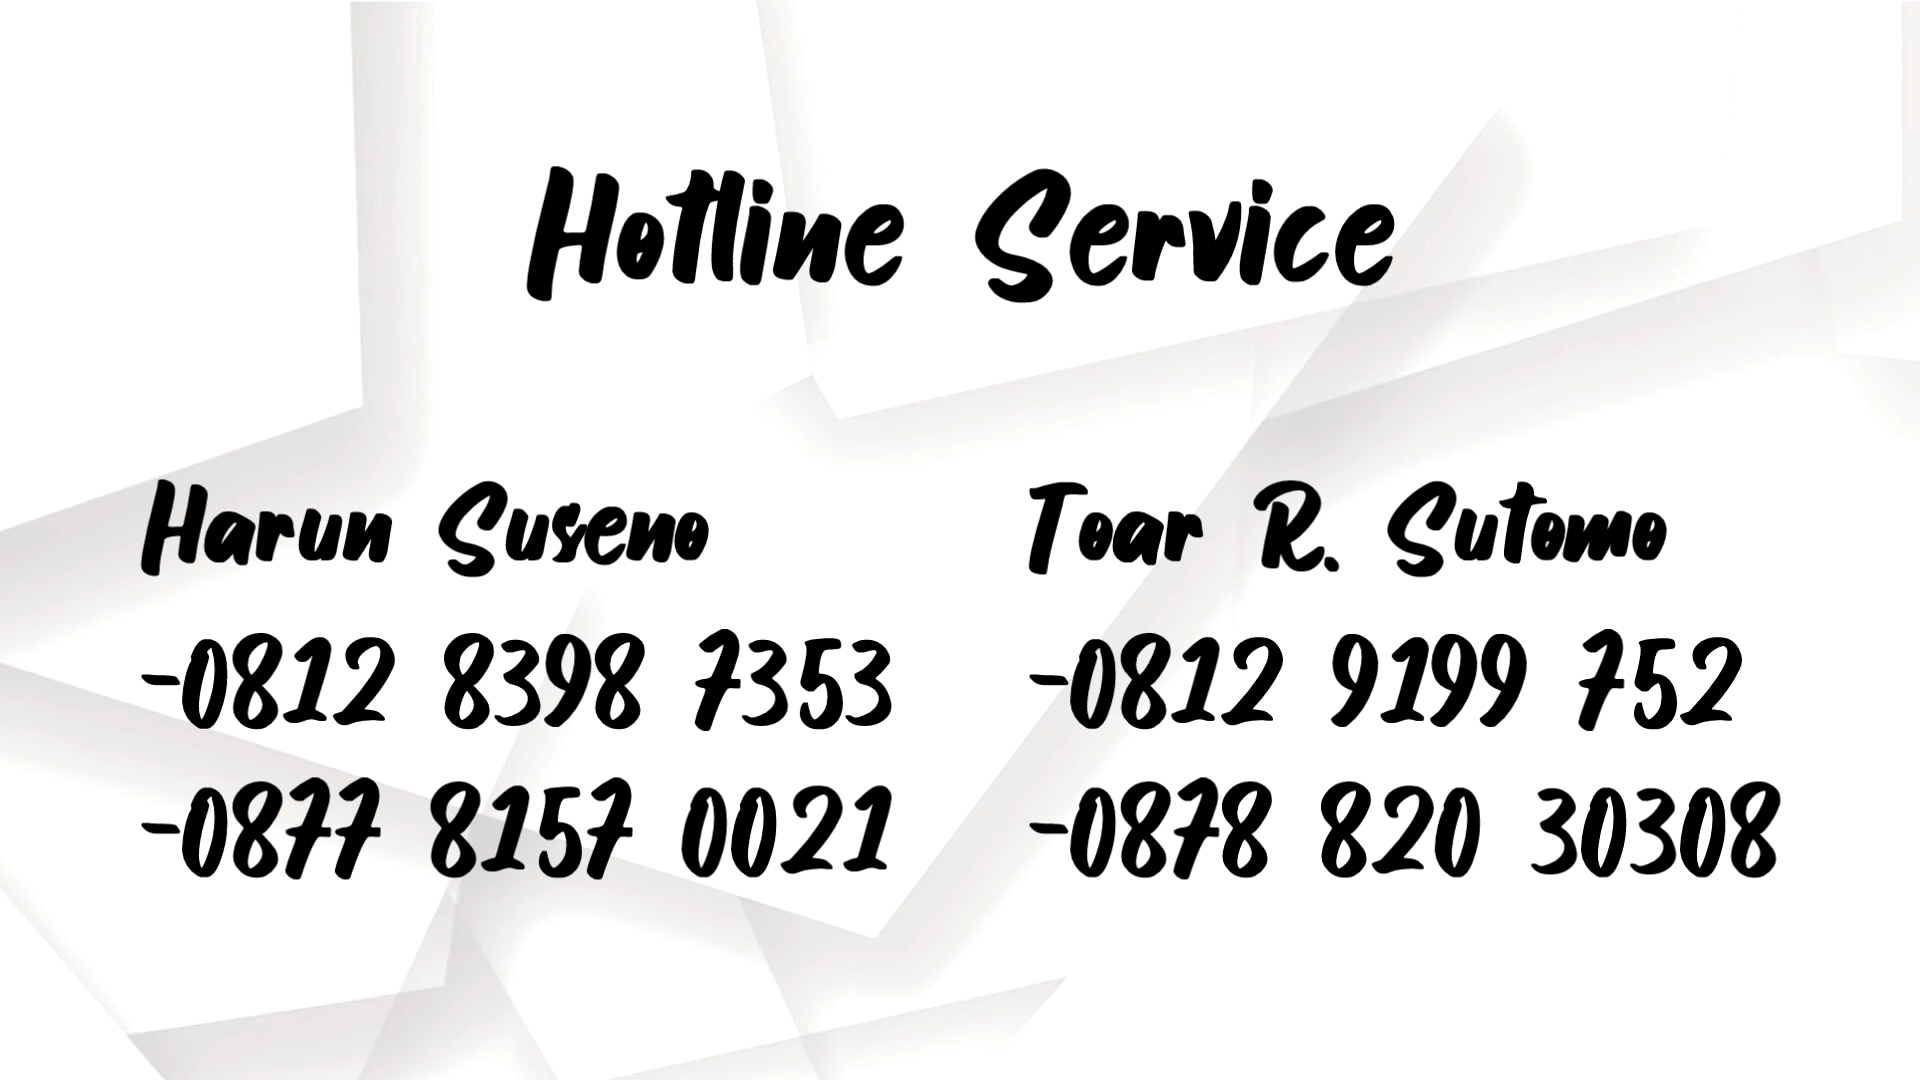 Hotline Service
Harun Suseno
-0812 8398 7353
-0877 8157 0021
Toar R. Sutomo
-0812 9199 752
-0878 820 30308